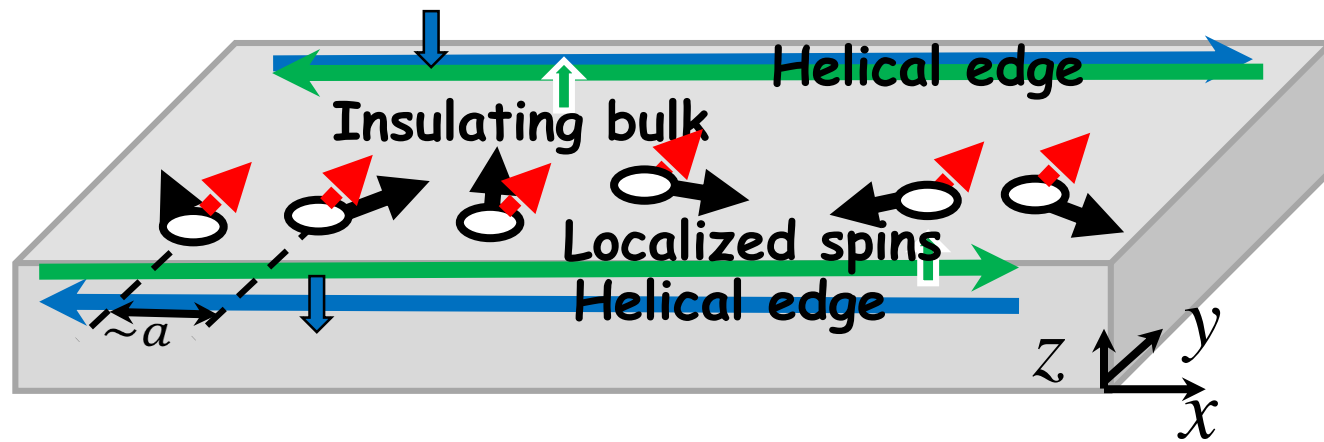 Helical edge
Insulating bulk
Localized spins
Helical edge
~a
z
y
x